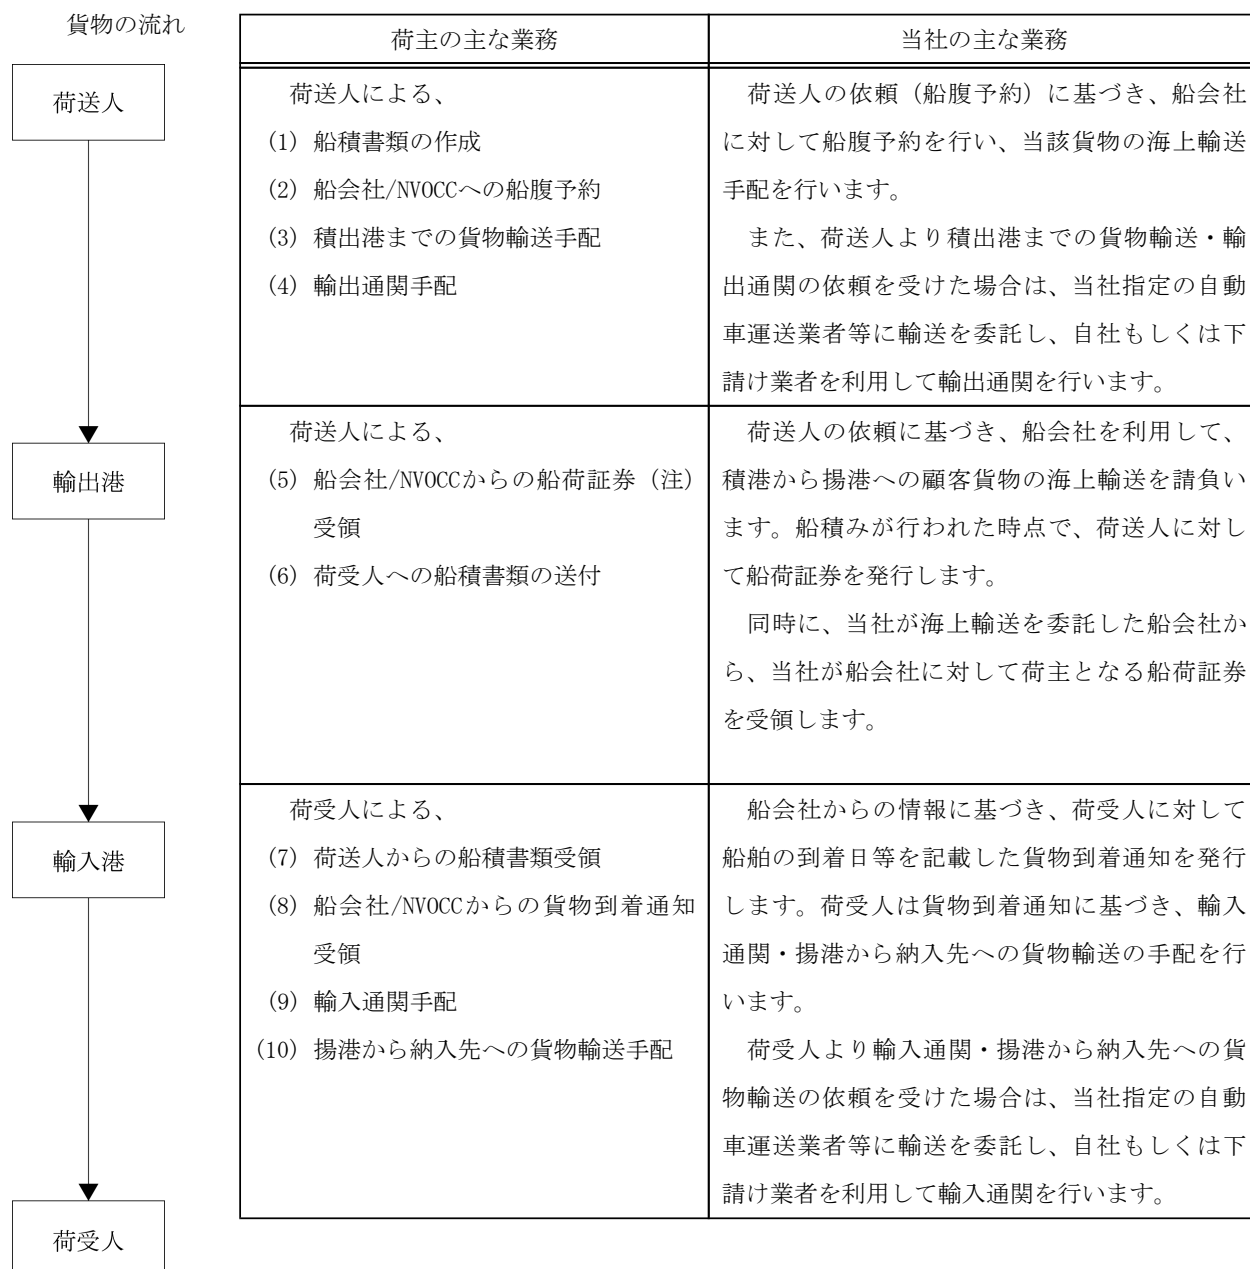 貨物の流れ
荷送人
輸出港
輸入港
荷受人
荷主の主な業務
当社の主な業務
荷送人による、
(1) 船積書類の作成
(2) 船会社/NVOCCへの船腹予約
(3) 積出港までの貨物輸送手配
(4) 輸出通関手配
荷送人の依頼（船腹予約）に基づき、船会社
に対して船腹予約を行い、当該貨物の海上輸送
手配を行います。
また、荷送人より積出港までの貨物輸送・輸
出通関の依頼を受けた場合は、当社指定の自動
車運送業者等に輸送を委託し、自社もしくは下
請け業者を利用して輸出通関を行います。
荷送人による、
(5) 船会社/NVOCCからの船荷証券（注）
受領
(6) 荷受人への船積書類の送付
荷送人の依頼に基づき、船会社を利用して、
積港から揚港への顧客貨物の海上輸送を請負い
ます。船積みが行われた時点で、荷送人に対し
て船荷証券を発行します。
同時に、当社が海上輸送を委託した船会社か
ら、当社が船会社に対して荷主となる船荷証券
を受領します。
荷受人による、
(7) 荷送人からの船積書類受領
(8) 船会社/NVOCCからの貨物到着通知
受領
(9) 輸入通関手配
(10) 揚港から納入先への貨物輸送手配
船会社からの情報に基づき、荷受人に対して
船舶の到着日等を記載した貨物到着通知を発行
します。荷受人は貨物到着通知に基づき、輸入
通関・揚港から納入先への貨物輸送の手配を行
います。
荷受人より輸入通関・揚港から納入先への貨
物輸送の依頼を受けた場合は、当社指定の自動
車運送業者等に輸送を委託し、自社もしくは下
請け業者を利用して輸入通関を行います。